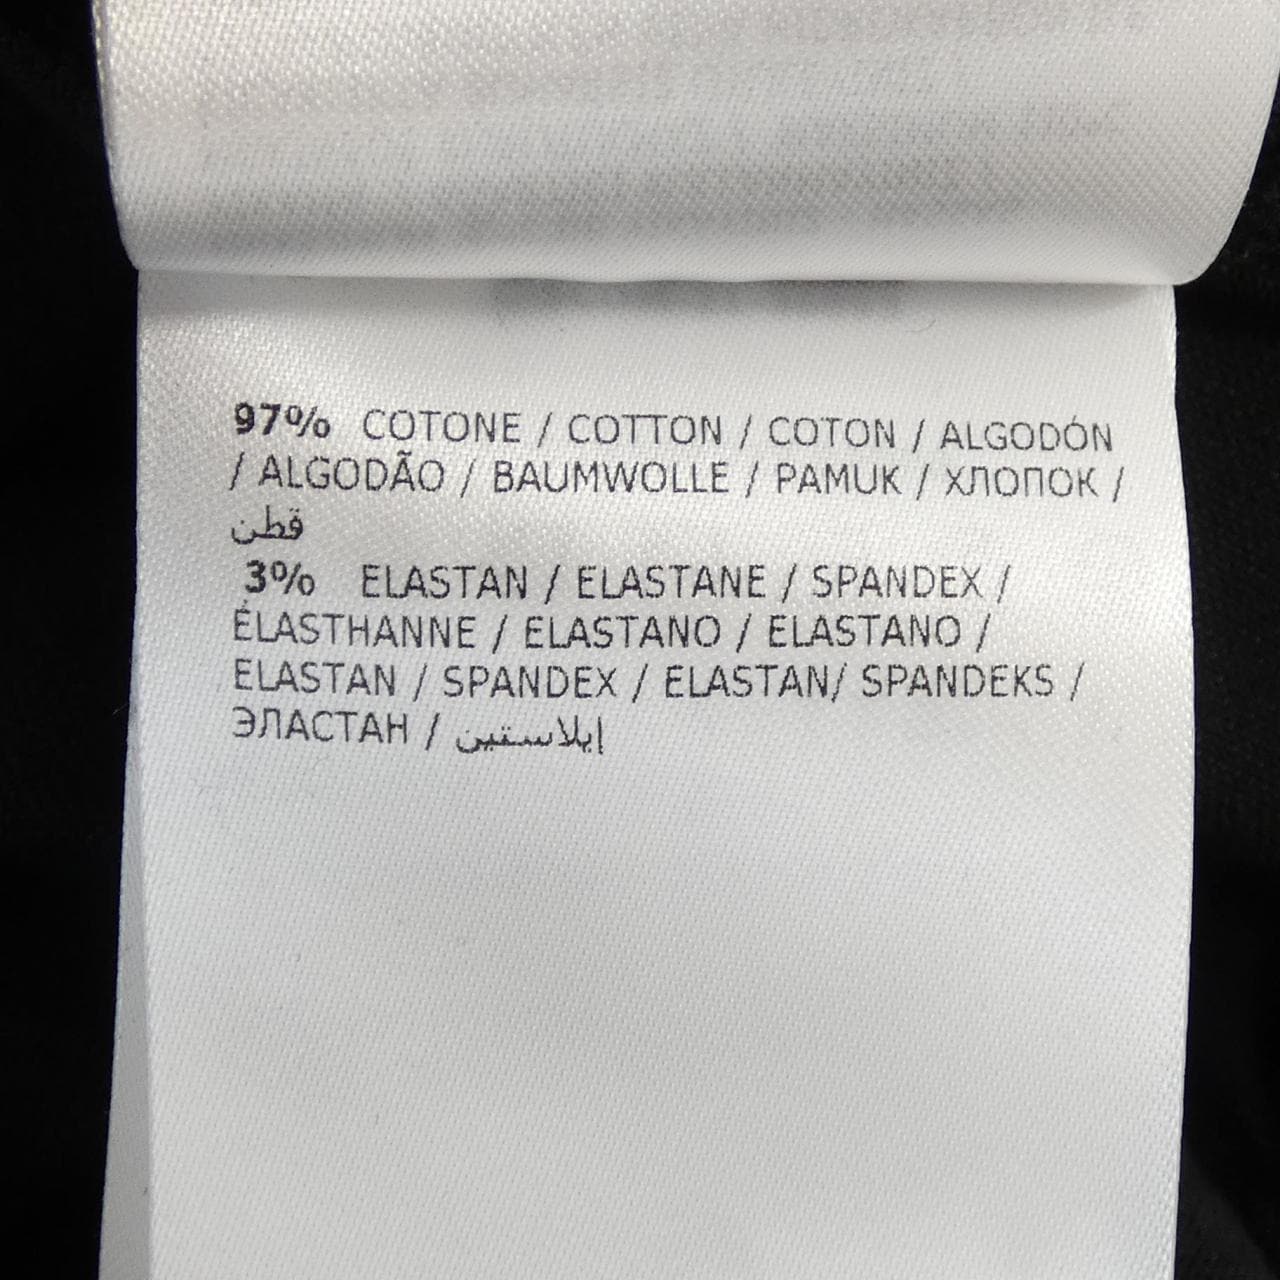 97% COTONE / COTTON / COTON / ALGODÓN
/ ALGODÃO / BAUMWOLLE / PAMUK / ХЛОПОК /
قطن
3% ELASTAN / ELASTANE / SPANDEX /
ÉLASTHANNE / ELASTANO / ELASTANO /
ELASTAN / SPANDEX / ELASTAN/ SPANDEKS /
ЭЛАСТАН / إيلاستين